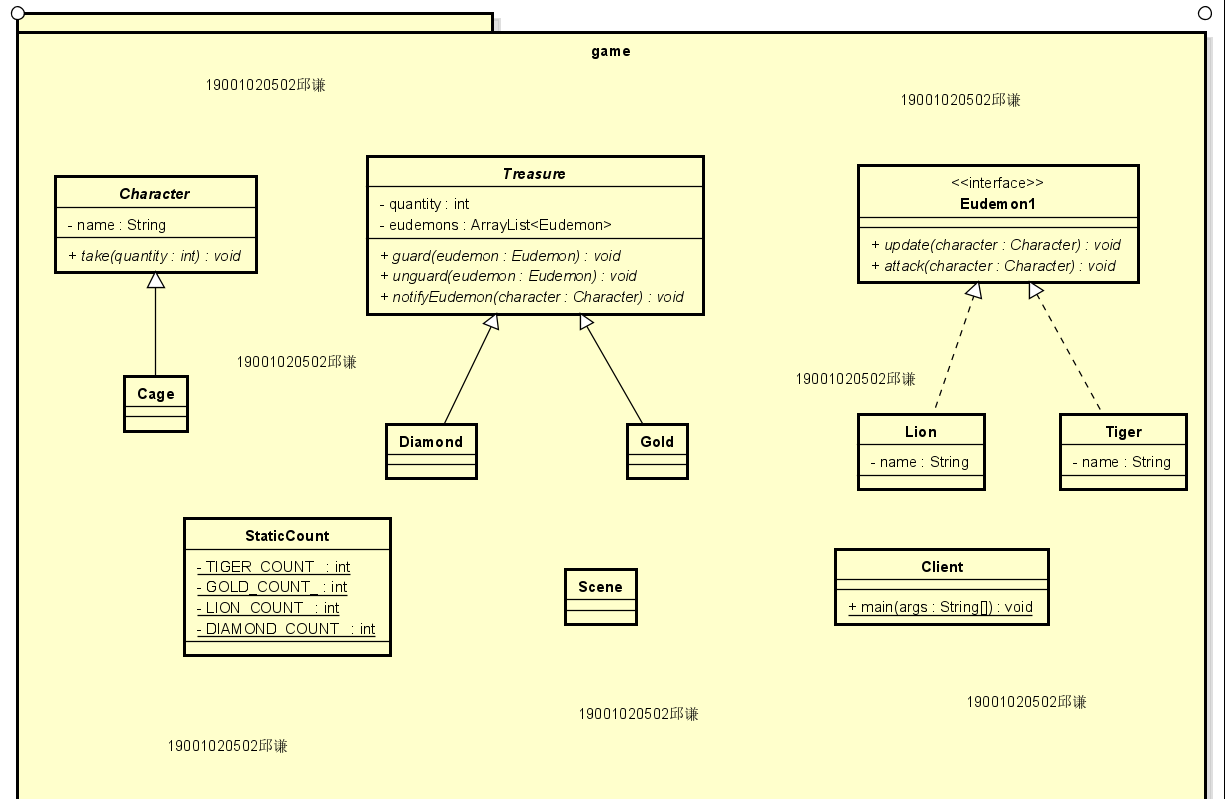 game
19001020502邱谦
19001020502邱谦
Character
- name : String
+ take(quantity : int) : void
Treasure
- quantity : int
- eudemons : ArrayList<Eudemon>
+ guard(eudemon : Eudemon) : void
+ unguard(eudemon : Eudemon) : void
+ notifyEudemon(character : Character) : void
<<interface>>
Eudemon1
+ update(character : Character) : void
+ attack(character : Character) : void
19001020502邱谦
19001020502邱谦
Cage
Diamond
Gold
Lion
- name : String
Tiger
- name : String
StaticCount
- TIGER_COUNT_ : int
- GOLD_COUNT_ : int
- LION_COUNT_ : int
- DIAMOND_COUNT_ : int
Scene
Client
+ main(args : String[]) : void
19001020502邱谦
19001020502邱谦
19001020502邱谦